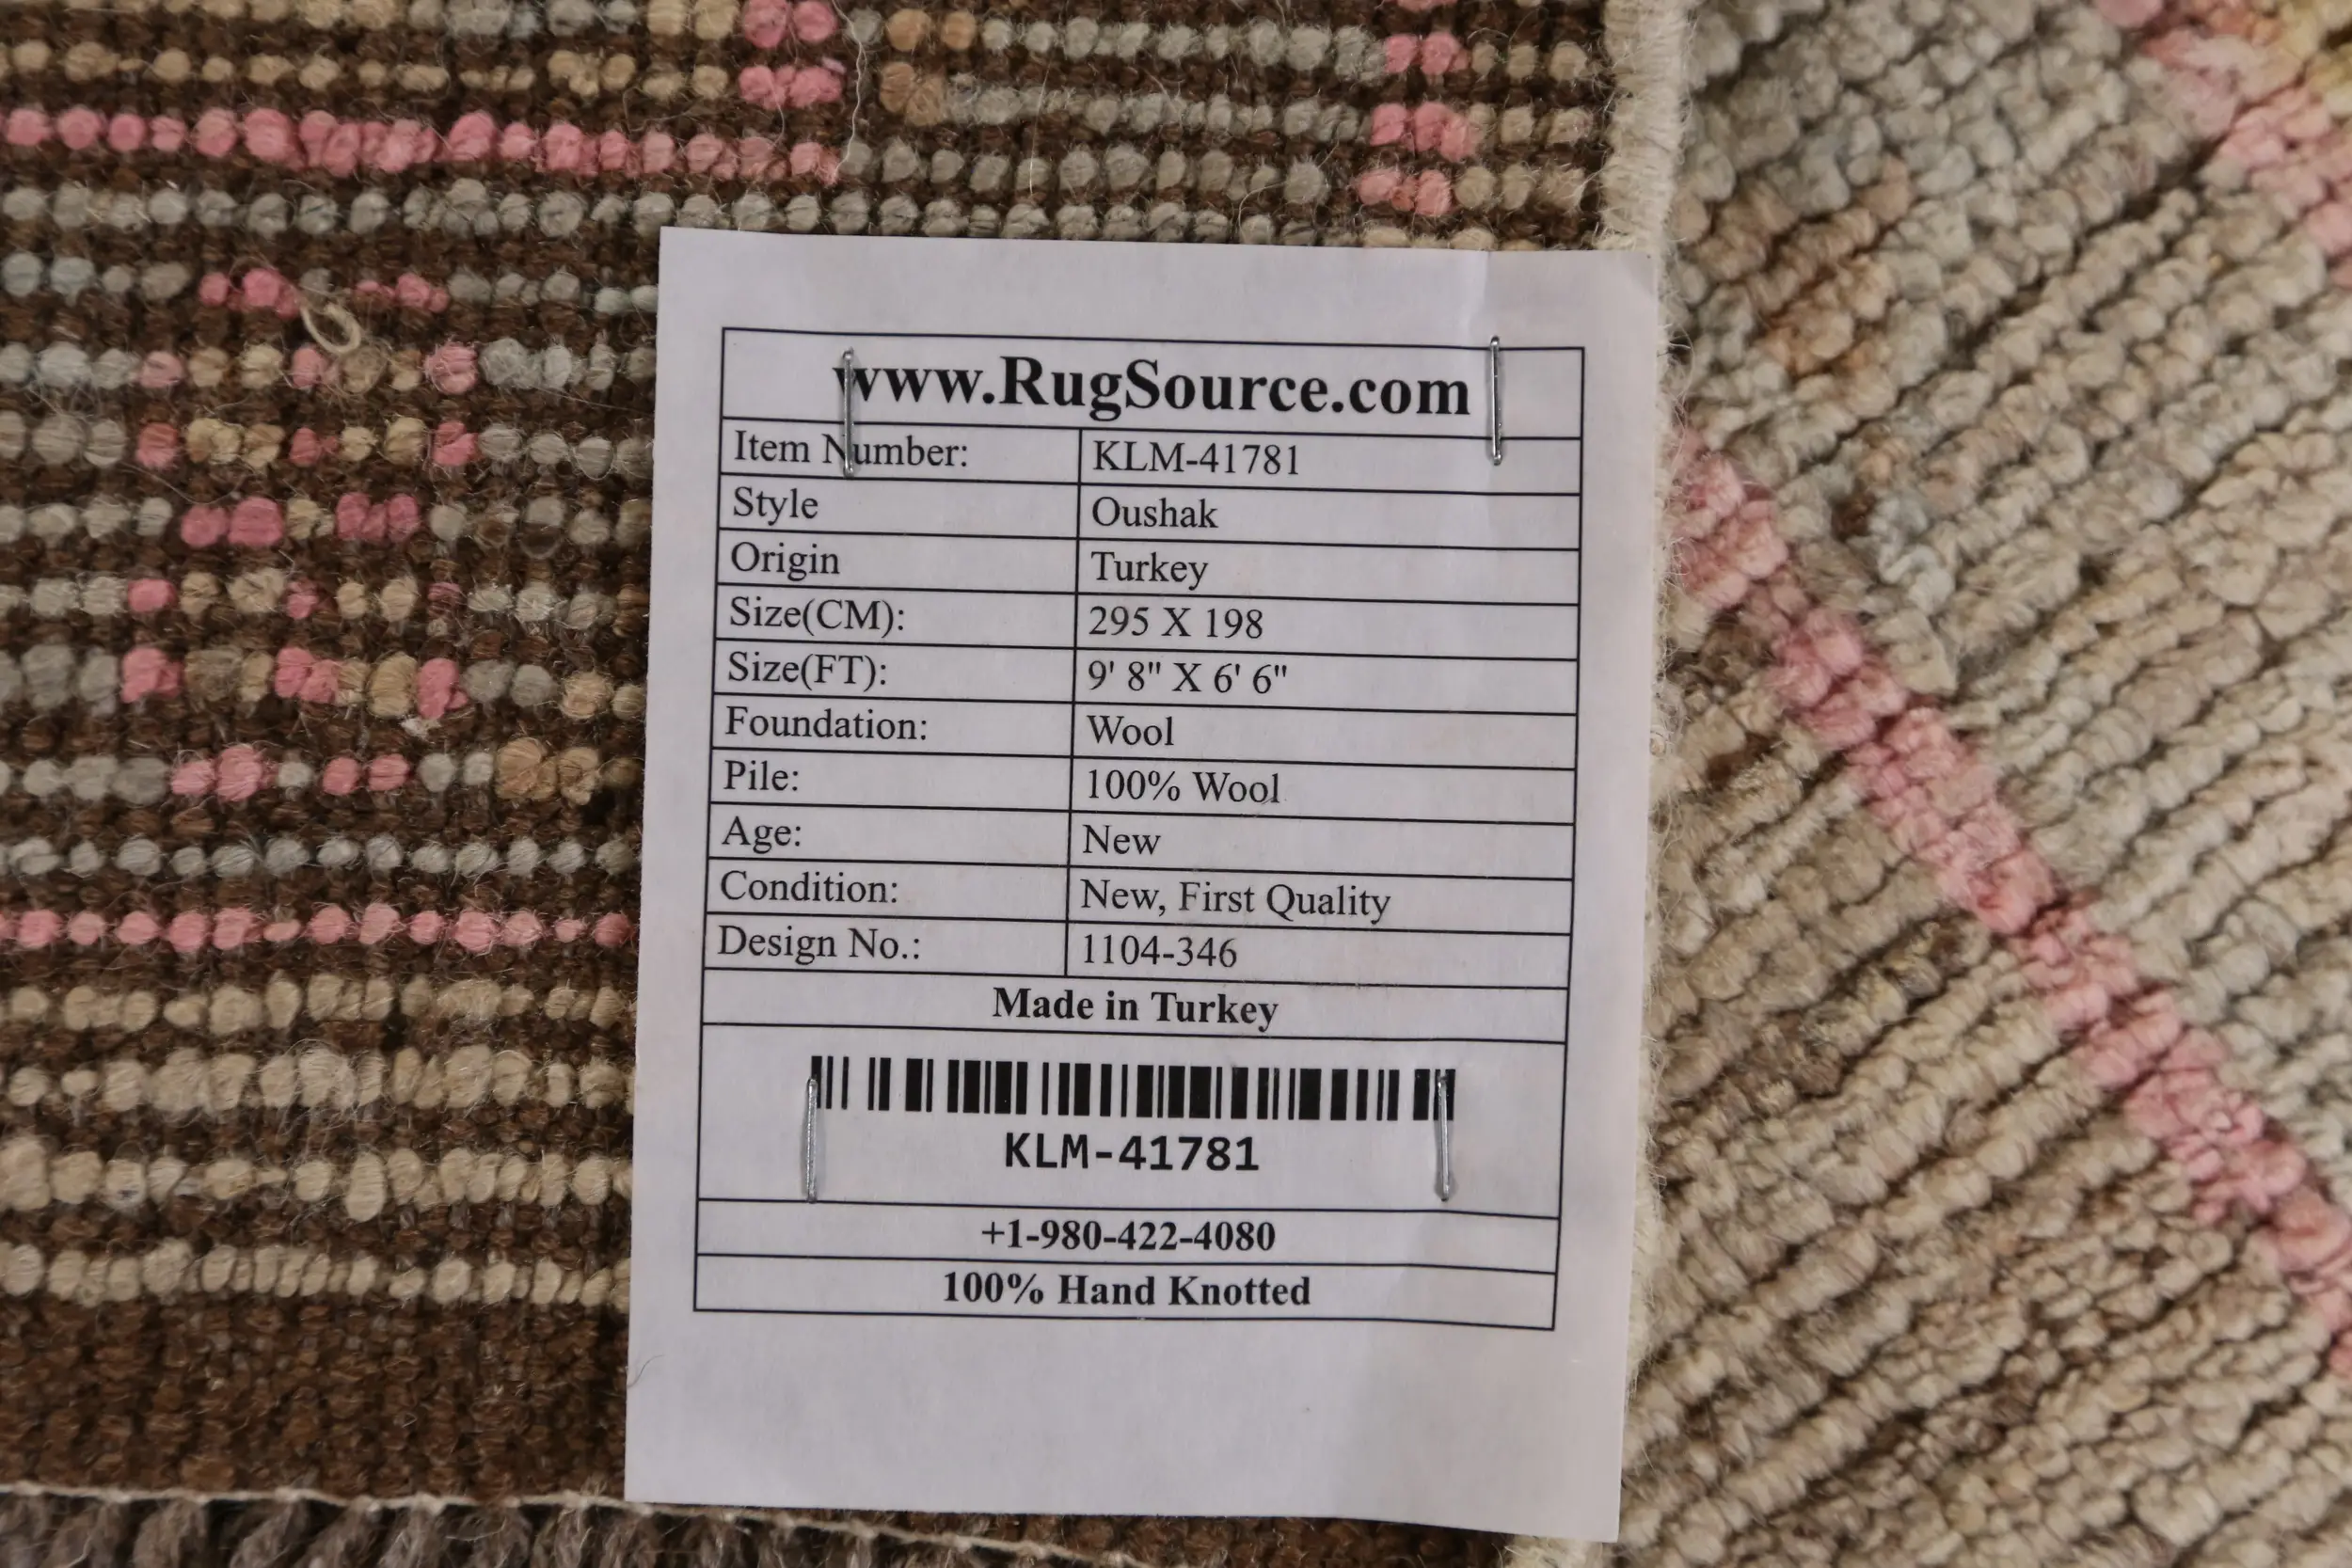 www.RugSource.com
Item Number: KLM-41781
Style Oushak
Origin Turkey
Size(CM): 295 X 198
Size(FT): 9' 8" X 6' 6"
Foundation: Wool
Pile: 100% Wool
Age: New
Condition: New, First Quality
Design No.: 1104-346
Made in Turkey
KLM-41781
+1-980-422-4080
100% Hand Knotted